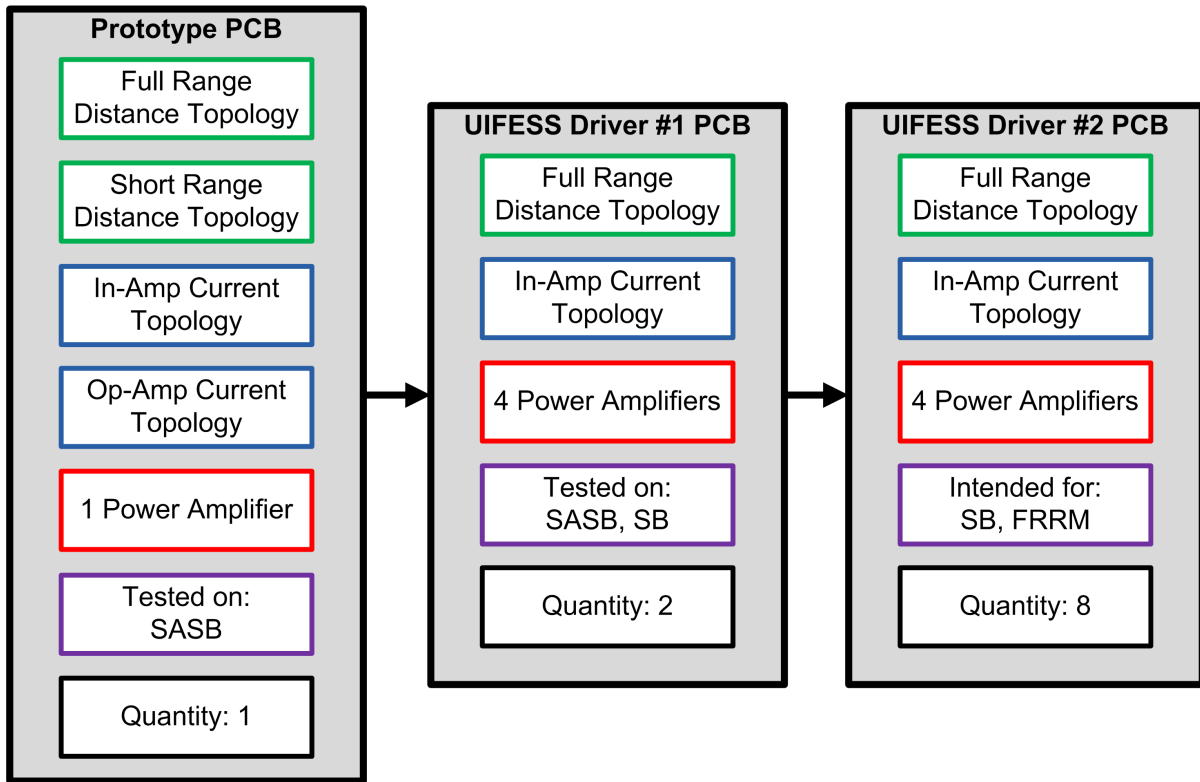 Prototype PCB
Full Range
Distance Topology
Short Range
Distance Topology
In-Amp Current
Topology
Op-Amp Current
Topology
1 Power Amplifier
Tested on:
SASB
Quantity: 1
UIFESS Driver #1 PCB
Full Range
Distance Topology
In-Amp Current
Topology
4 Power Amplifiers
Tested on:
SASB, SB
Quantity: 2
UIFESS Driver #2 PCB
Full Range
Distance Topology
In-Amp Current
Topology
4 Power Amplifiers
Intended for:
SB, FRRM
Quantity: 8